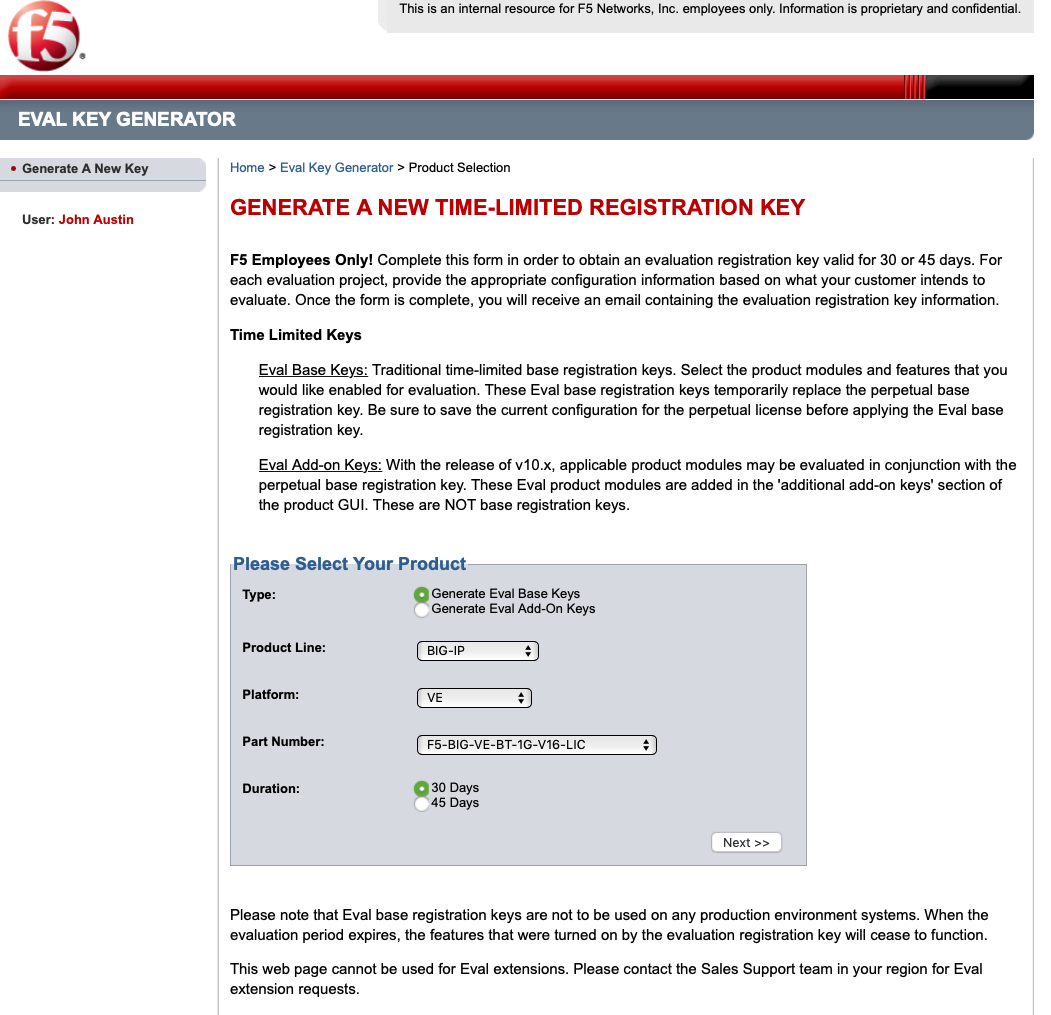 This is an internal resource for F5 Networks, Inc. employees only. Information is proprietary and confidential.
f5®
EVAL KEY GENERATOR
• Generate A New Key
User: John Austin
Home > Eval Key Generator > Product Selection
GENERATE A NEW TIME-LIMITED REGISTRATION KEY
F5 Employees Only! Complete this form in order to obtain an evaluation registration key valid for 30 or 45 days. For
each evaluation project, provide the appropriate configuration information based on what your customer intends to
evaluate. Once the form is complete, you will receive an email containing the evaluation registration key information.
Time Limited Keys
Eval Base Keys: Traditional time-limited base registration keys. Select the product modules and features that you
would like enabled for evaluation. These Eval base registration keys temporarily replace the perpetual base
registration key. Be sure to save the current configuration for the perpetual license before applying the Eval base
registration key.
Eval Add-on Keys: With the release of v10.x, applicable product modules may be evaluated in conjunction with the
perpetual base registration key. These Eval product modules are added in the 'additional add-on keys' section of
the product GUI. These are NOT base registration keys.
Please Select Your Product
Type:
Generate Eval Base Keys
Generate Eval Add-On Keys
Product Line:
BIG-IP
Platform:
VE
Part Number:
F5-BIG-VE-BT-1G-V16-LIC
Duration:
30 Days
45 Days
Next >>
Please note that Eval base registration keys are not to be used on any production environment systems. When the
evaluation period expires, the features that were turned on by the evaluation registration key will cease to function.
This web page cannot be used for Eval extensions. Please contact the Sales Support team in your region for Eval
extension requests.